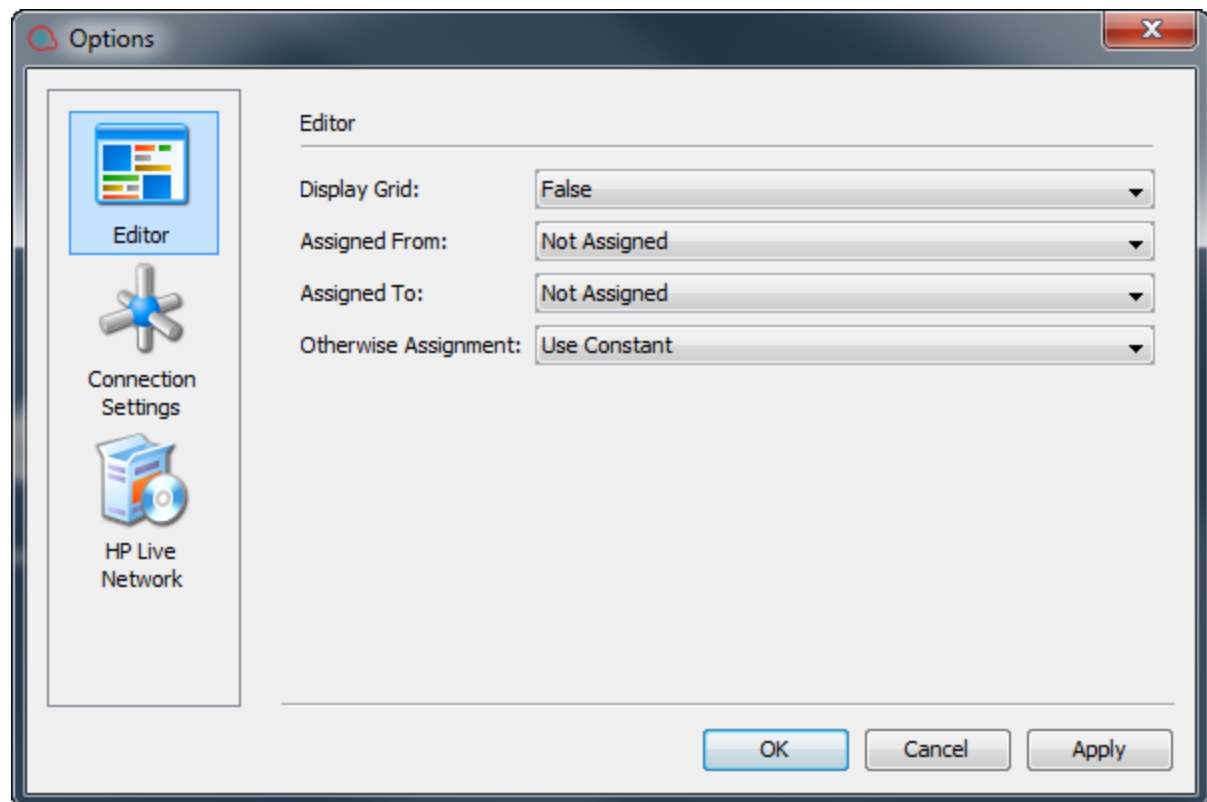 Options
Editor
Connection
Settings
HP Live
Network
Editor
Display Grid: False
Assigned From: Not Assigned
Assigned To: Not Assigned
Otherwise Assignment: Use Constant
OK Cancel Apply